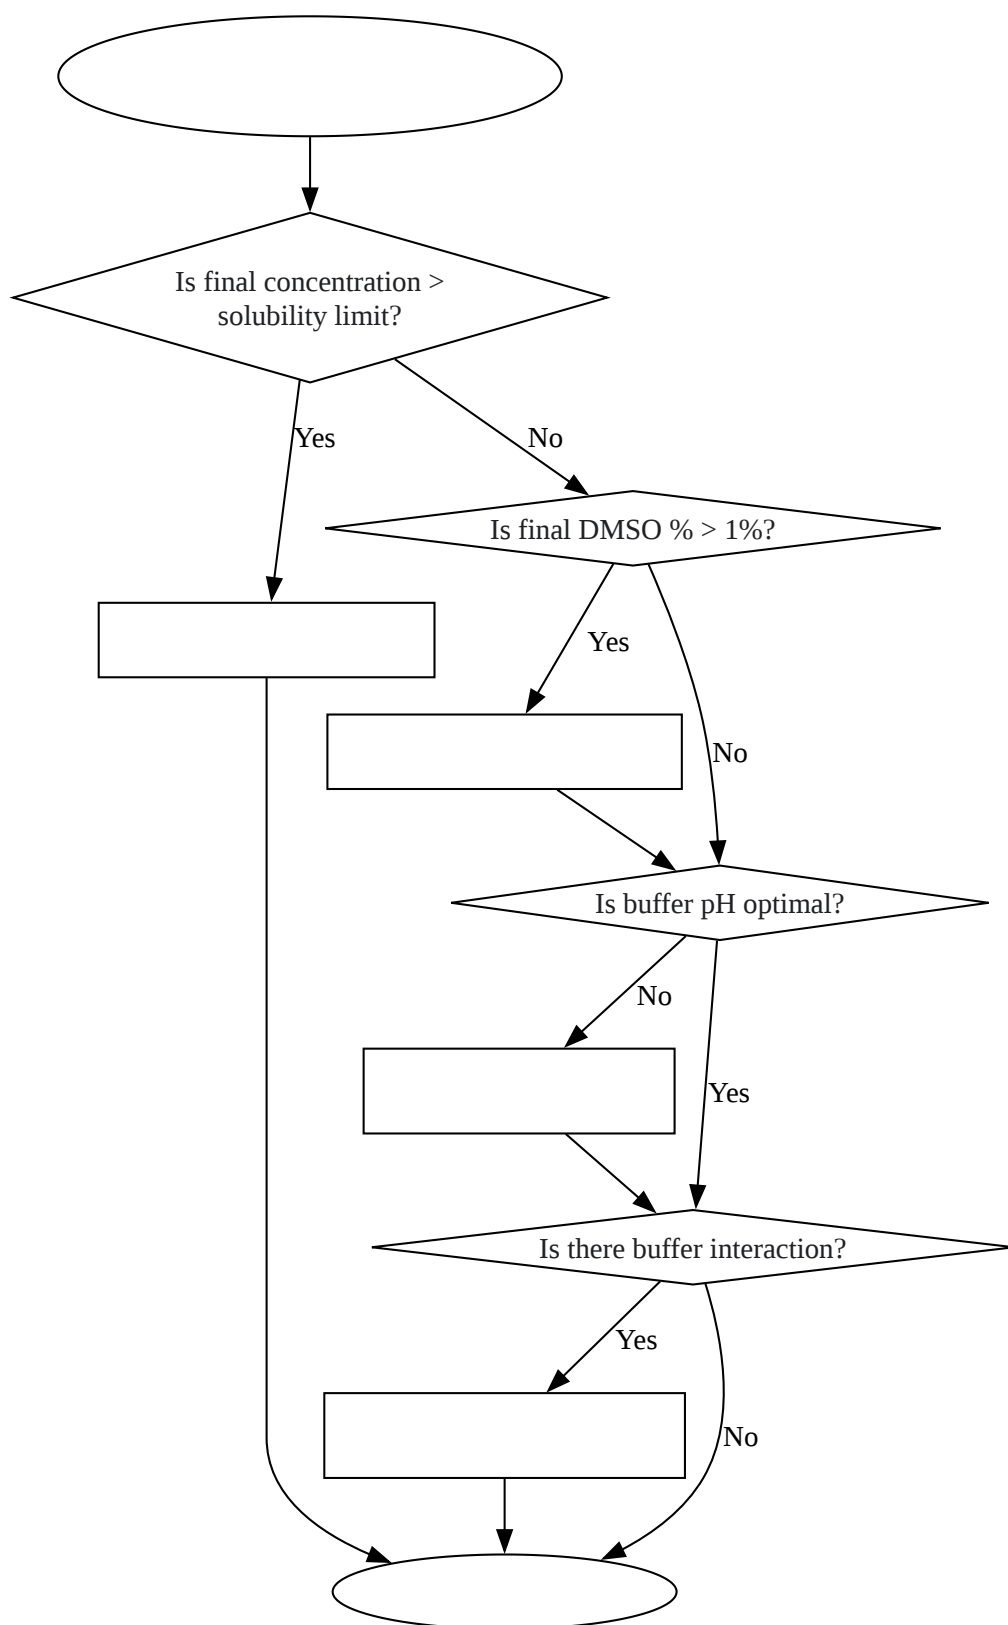 Is final concentration >
solubility limit?
Yes
No
Is final DMSO % > 1%?
Yes
No
Is buffer pH optimal?
No
Yes
Is there buffer interaction?
Yes
No